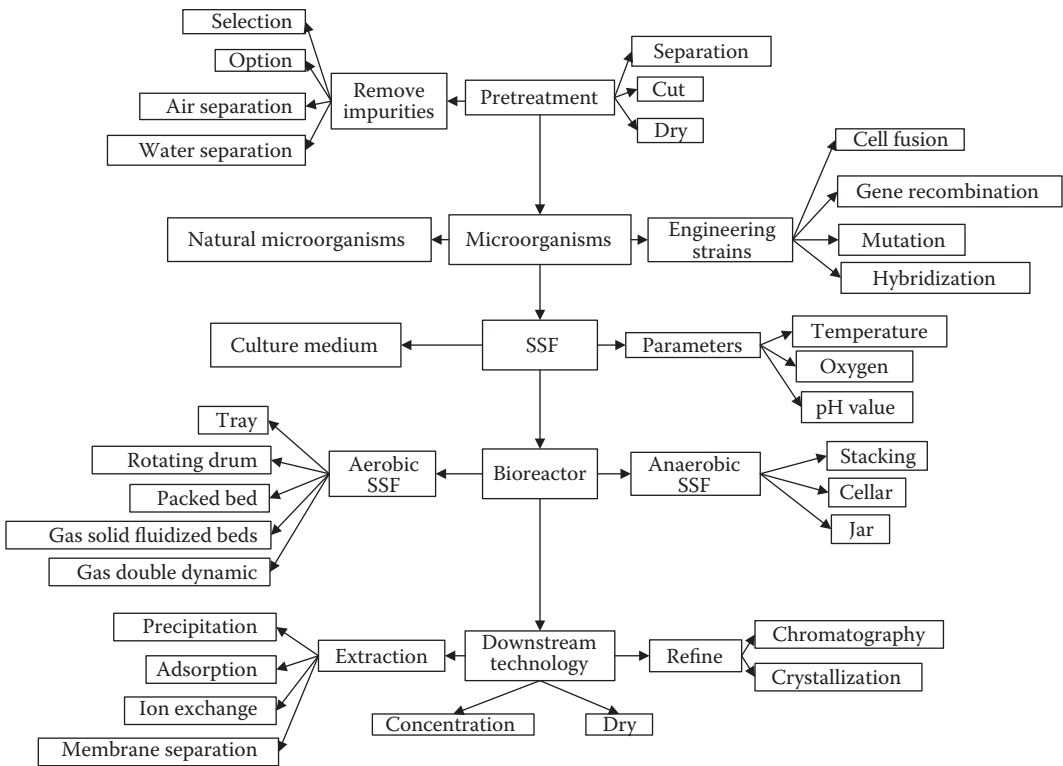 Selection
Option
Air separation
Water separation
Remove
impurities
Pretreatment
Separation
Cut
Dry
Natural microorganisms
Microorganisms
Engineering
strains
Cell fusion
Gene recombination
Mutation
Hybridization
Culture medium
SSF
Parameters
Temperature
Oxygen
pH value
Tray
Rotating drum
Packed bed
Gas solid fluidized beds
Gas double dynamic
Aerobic
SSF
Bioreactor
Anaerobic
SSF
Stacking
Cellar
Jar
Precipitation
Adsorption
Ion exchange
Membrane separation
Extraction
Downstream
technology
Refine
Chromatography
Crystallization
Concentration
Dry